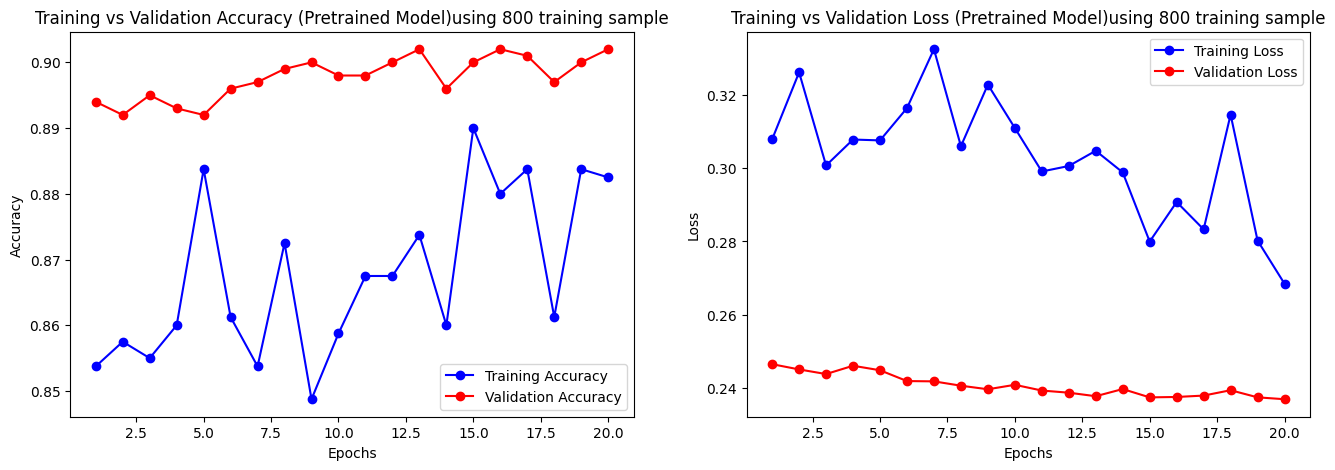 Training vs Validation Accuracy (Pretrained Model)using 800 training sample
0.90
0.89
0.88
0.87
0.86
0.85
Accuracy
Training Accuracy
Validation Accuracy
2.5 5.0 7.5 10.0 12.5 15.0 17.5 20.0
Epochs
Training vs Validation Loss (Pretrained Model)using 800 training sample
Training Loss
Validation Loss
0.32
0.30
0.28
0.26
0.24
Loss
2.5 5.0 7.5 10.0 12.5 15.0 17.5 20.0
Epochs